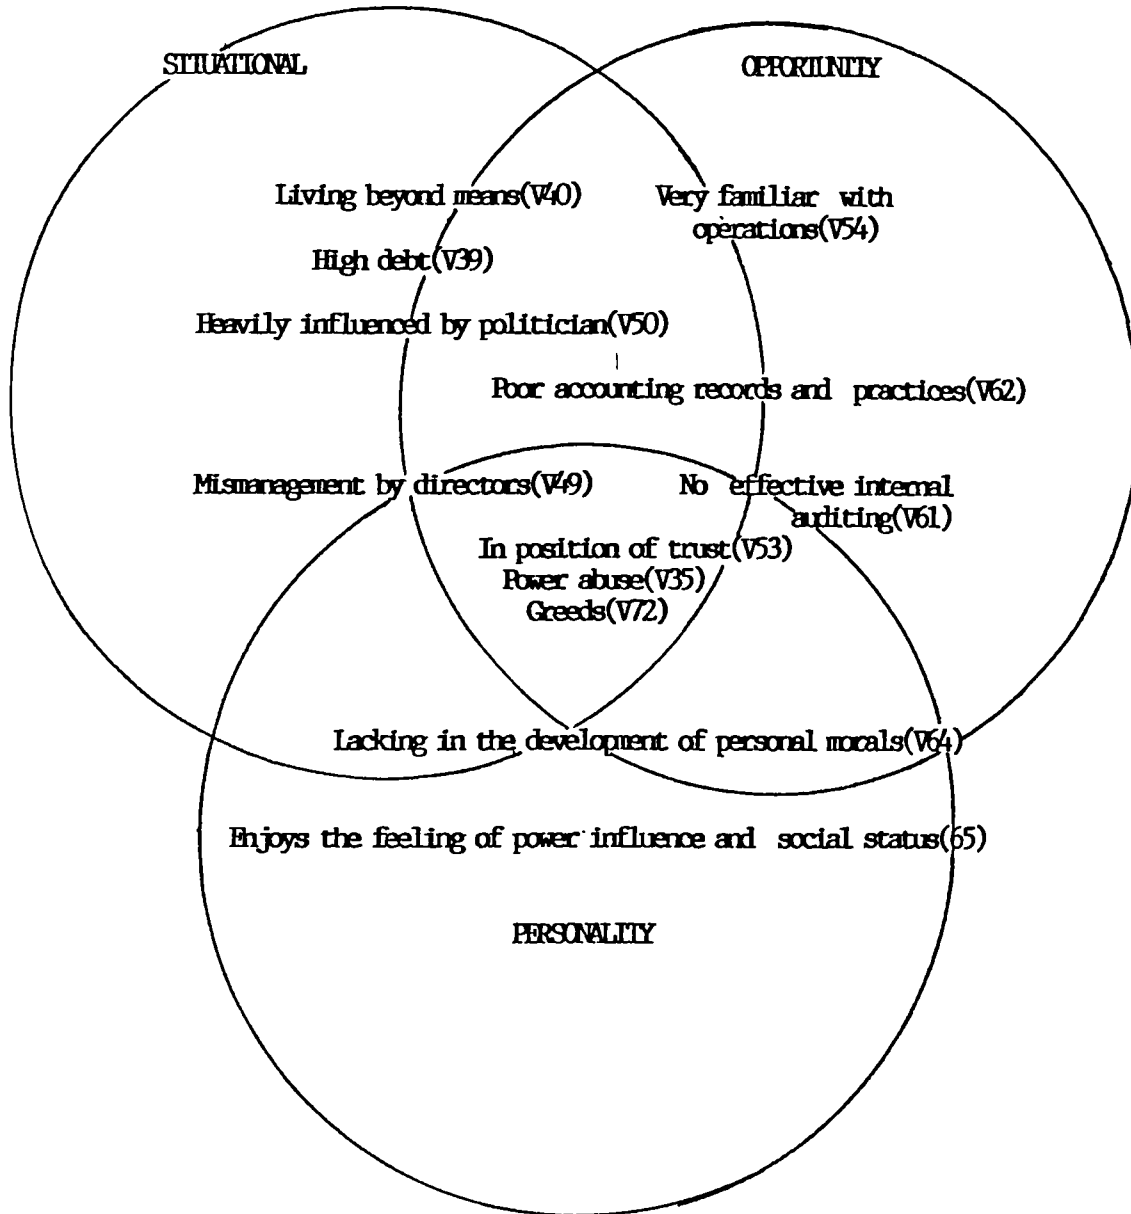 SITUATIONAL
OPPORTUNITY
Living beyond means(V40)
Very familiar with
operations(V54)
High debt(V39)
Heavily influenced by politician(V50)
Poor accounting records and practices(V62)
Mismanagement by directors(V49)
No effective internal
auditing(V61)
In position of trust(V53)
Power abuse(V35)
Greeds(V72)
Lacking in the development of personal morals(V64)
Enjoys the feeling of power influence and social status(65)
PERSONALITY